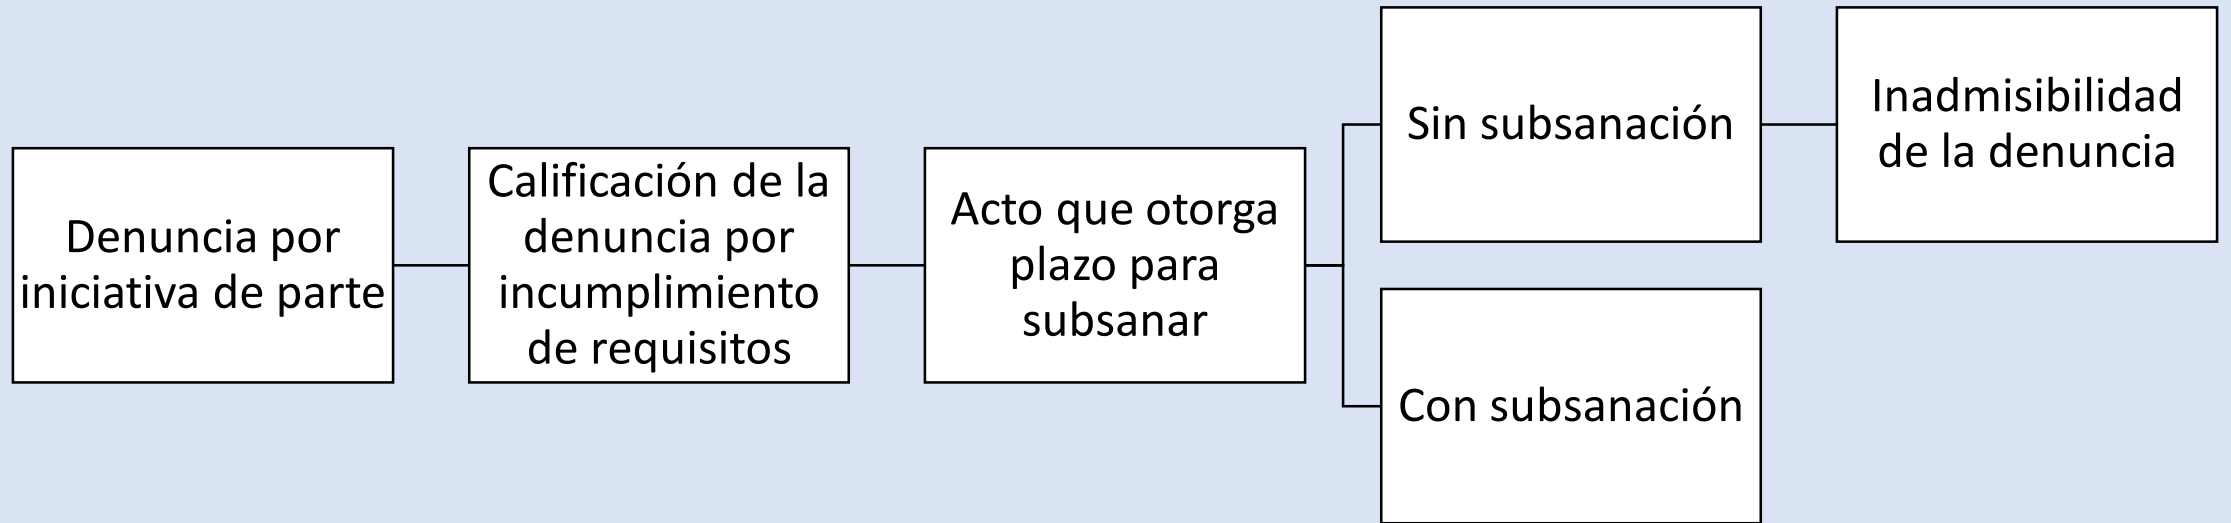 Denuncia por
iniciativa de parte
Calificación de la
denuncia por
incumplimiento
de requisitos
Acto que otorga
plazo para
subsanar
Sin subsanación
Inadmisibilidad
de la denuncia
Con subsanación